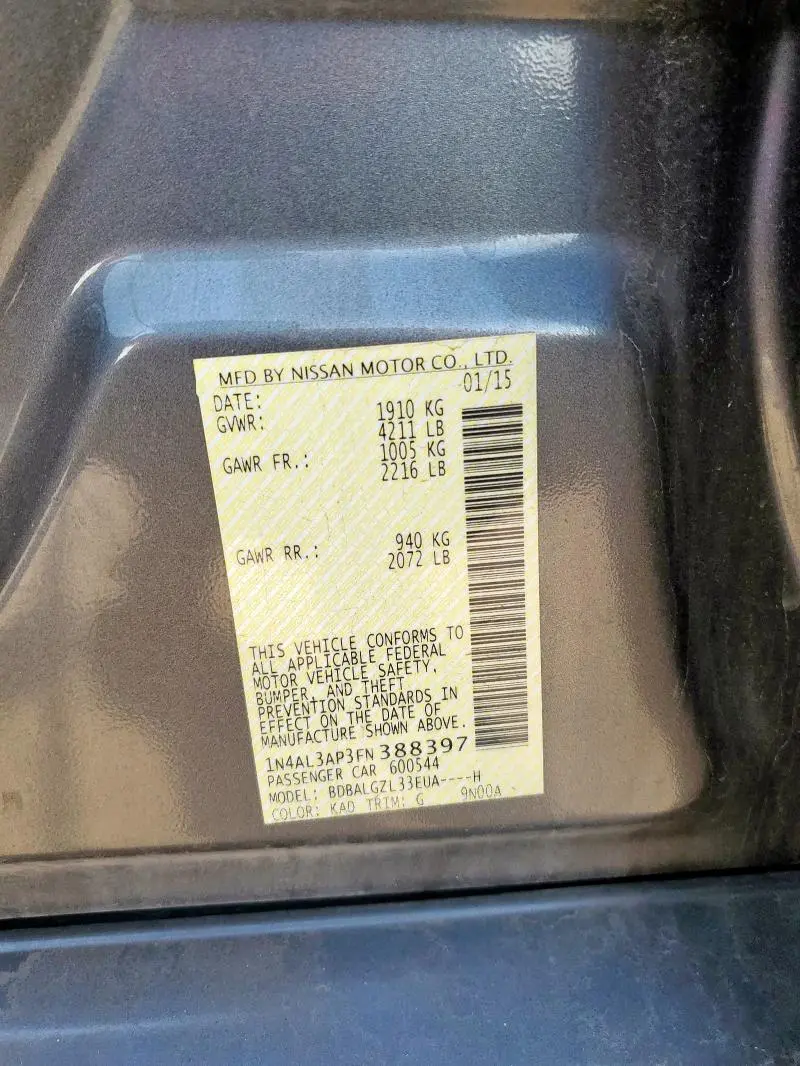 MFD BY NISSAN MOTOR CO., LTD.
DATE: 01/15
GVWR: 1910 KG
4211 LB
GAWR FR.: 1005 KG
2216 LB
GAWR RR.: 940 KG
2072 LB
THIS VEHICLE CONFORMS TO
ALL APPLICABLE FEDERAL
MOTOR VEHICLE SAFETY,
BUMPER, AND THEFT
PREVENTION STANDARDS IN
EFFECT ON THE DATE OF
MANUFACTURE SHOWN ABOVE.
1N4AL3AP3FN388397
PASSENGER CAR 600544
MODEL: BDBALGZL33EUA----H
COLOR: KAD TRIM: G 9N00A